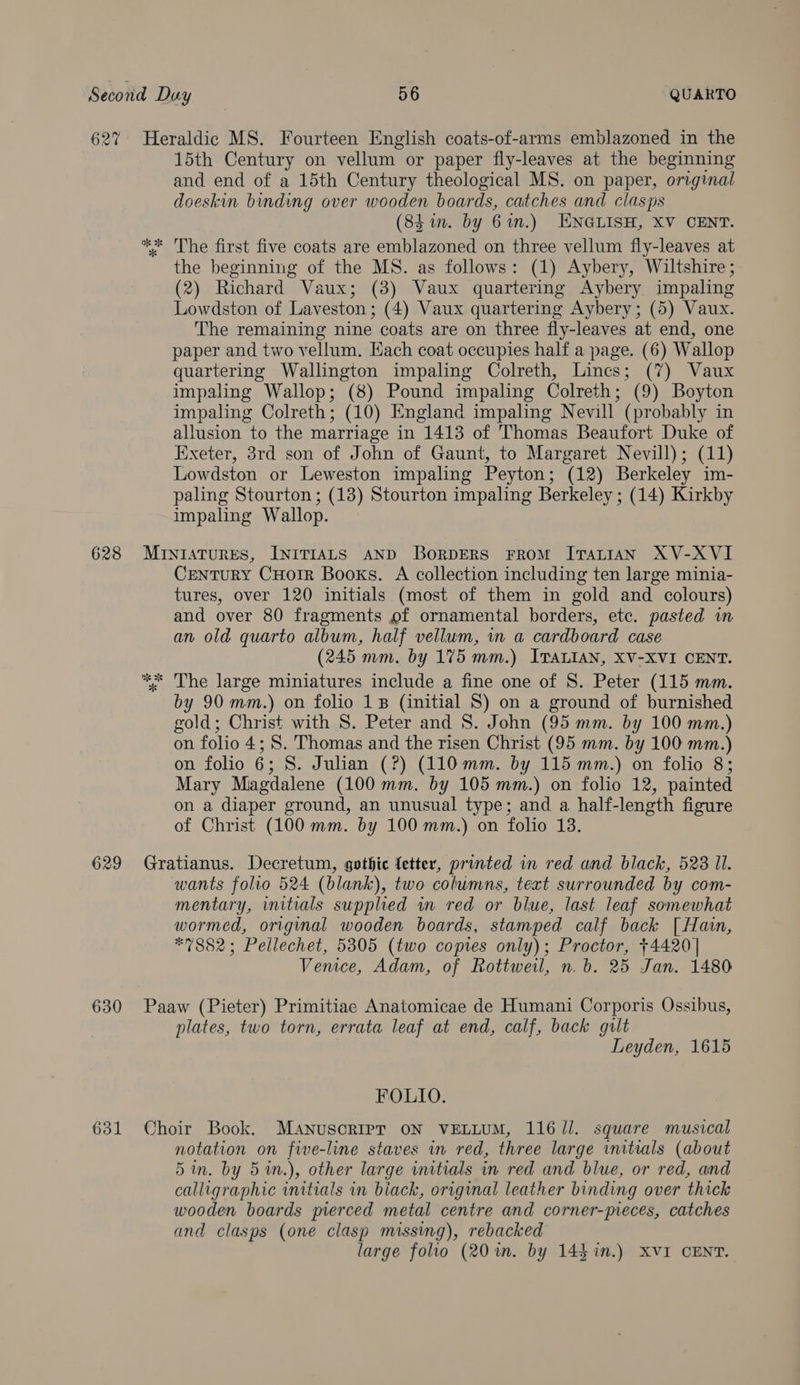 Second Day 56 QUARTO
627 Heraldic MS. Fourteen English coats-of-arms emblazoned in the
15th Century on vellum or paper fly-leaves at the beginning
and end of a 15th Century theological MS. on paper, original
doeskin binding over wooden boards, catches and clasps
(8½ in. by 6 in.) ENGLISH, XV CENT.
*** The first five coats are emblazoned on three vellum fly-leaves at
the beginning of the MS. as follows: (1) Aybery, Wiltshire;
(2) Richard Vaux; (3) Vaux quartering Aybery impaling
Lowdston of Laveston; (4) Vaux quartering Aybery; (5) Vaux.
The remaining nine coats are on three fly-leaves at end, one
paper and two vellum. Each coat occupies half a page. (6) Wallop
quartering Wallington impaling Colreth, Lincs; (7) Vaux
impaling Wallop; (8) Pound impaling Colreth; (9) Boyton
impaling Colreth; (10) England impaling Nevill (probably in
allusion to the marriage in 1413 of Thomas Beaufort Duke of
Exeter, 3rd son of John of Gaunt, to Margaret Nevill); (11)
Lowdston or Leweston impaling Peyton; (12) Berkeley im-
paling Stourton; (13) Stourton impaling Berkeley; (14) Kirkby
impaling Wallop.
628 MINIATURES, INITIALS AND BORDERS FROM ITALIAN XV-XVI
CENTURY CHOIR BOOKS. A collection including ten large minia-
tures, over 120 initials (most of them in gold and colours)
and over 80 fragments of ornamental borders, etc. pasted in
an old quarto album, half vellum, in a cardboard case
(245 mm. by 175 mm.) ITALIAN, XV-XVI CENT.
*** The large miniatures include a fine one of S. Peter (115 mm.
by 90 mm.) on folio 1 B (initial S) on a ground of burnished
gold; Christ with S. Peter and S. John (95 mm. by 100 mm.)
on folio 4; S. Thomas and the risen Christ (95 mm. by 100 mm.)
on folio 6; S. Julian (?) (110 mm. by 115 mm.) on folio 8;
Mary Magdalene (100 mm. by 105 mm.) on folio 12, painted
on a diaper ground, an unusual type; and a half-length figure
of Christ (100 mm. by 100 mm.) on folio 13.
629 Gratianus. Decretum, gothic letter, printed in red and black, 523 ll.
wants folio 524 (blank), two columns, text surrounded by com-
mentary, initials supplied in red or blue, last leaf somewhat
wormed, original wooden boards, stamped calf back [Hain,
*7882; Pellechet, 5305 (two copies only); Proctor, †4420]
Venice, Adam, of Rottweil, n. b. 25 Jan. 1480
630 Paaw (Pieter) Primitiae Anatomicae de Humani Corporis Ossibus,
plates, two torn, errata leaf at end, calf, back gilt
Leyden, 1615
FOLIO.
631 Choir Book. MANUSCRIPT ON VELLUM, 116 ll. square musical
notation on five-line staves in red, three large initials (about
5 in. by 5 in.), other large initials in red and blue, or red, and
calligraphic initials in black, original leather binding over thick
wooden boards pierced metal centre and corner-pieces, catches
and clasps (one clasp missing), rebacked
large folio (20 in. by 14½ in.) XVI CENT.